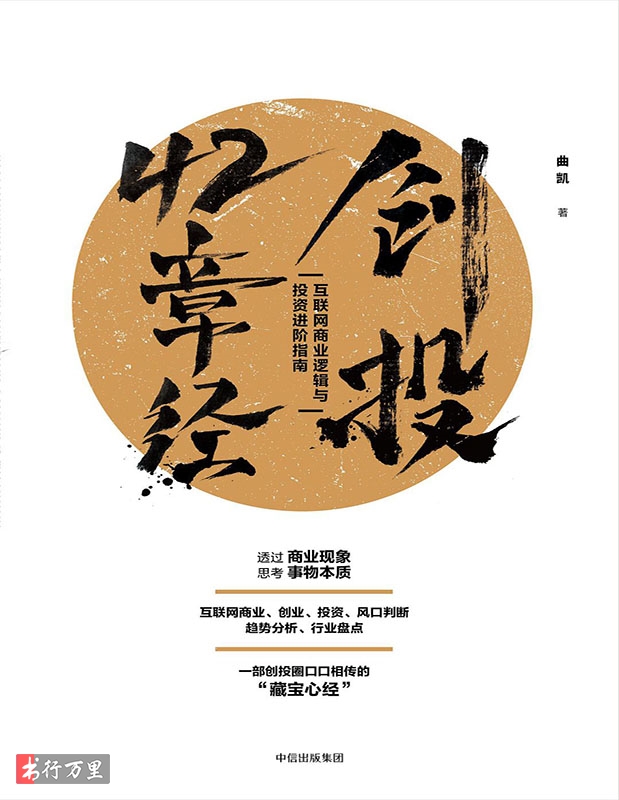 创投
42章经
互联网商业逻辑与
投资进阶指南
曲凯 著
透过 商业现象
思考 事物本质
互联网商业、创业、投资、风口判断
趋势分析、行业盘点
一部创投圈口口相传的
“藏宝心经”
中信出版集团
书行万里